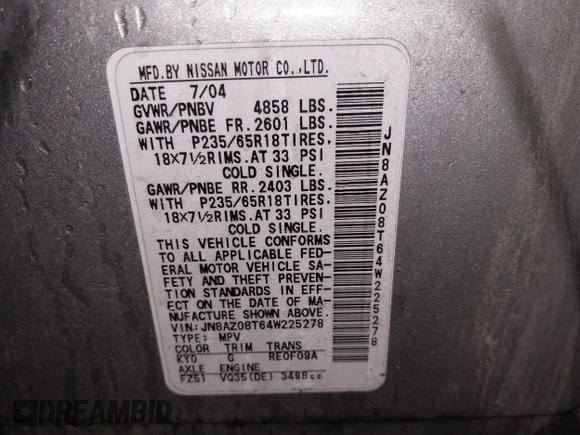 MFD.BY NISSAN MOTOR CO.,LTD.
DATE 7/04
GVWR/PNBV 4858 LBS.
GAWR/PNBE FR.2601 LBS.
WITH P235/65R18TIRES,
18X7½RIMS.AT 33 PSI
COLD SINGLE.
GAWR/PNBE RR.2403 LBS.
WITH P235/65R18TIRES,
18X7½RIMS.AT 33 PSI
COLD SINGLE.
THIS VEHICLE CONFORMS
TO ALL APPLICABLE FED-
ERAL MOTOR VEHICLE SA-
FETY AND THEFT PREVEN-
TION STANDARDS IN EFF-
ECT ON THE DATE OF MA-
NUFACTURE SHOWN ABOVE.
VIN:JN8AZ08T64W225278
TYPE: MPV
COLOR TRIM TRANS
KY0 G RE0F09A
AXLE ENGINE
FZ51 VQ35(DE) 3498cc
JN8AZ08T64W225278
DREAMBID